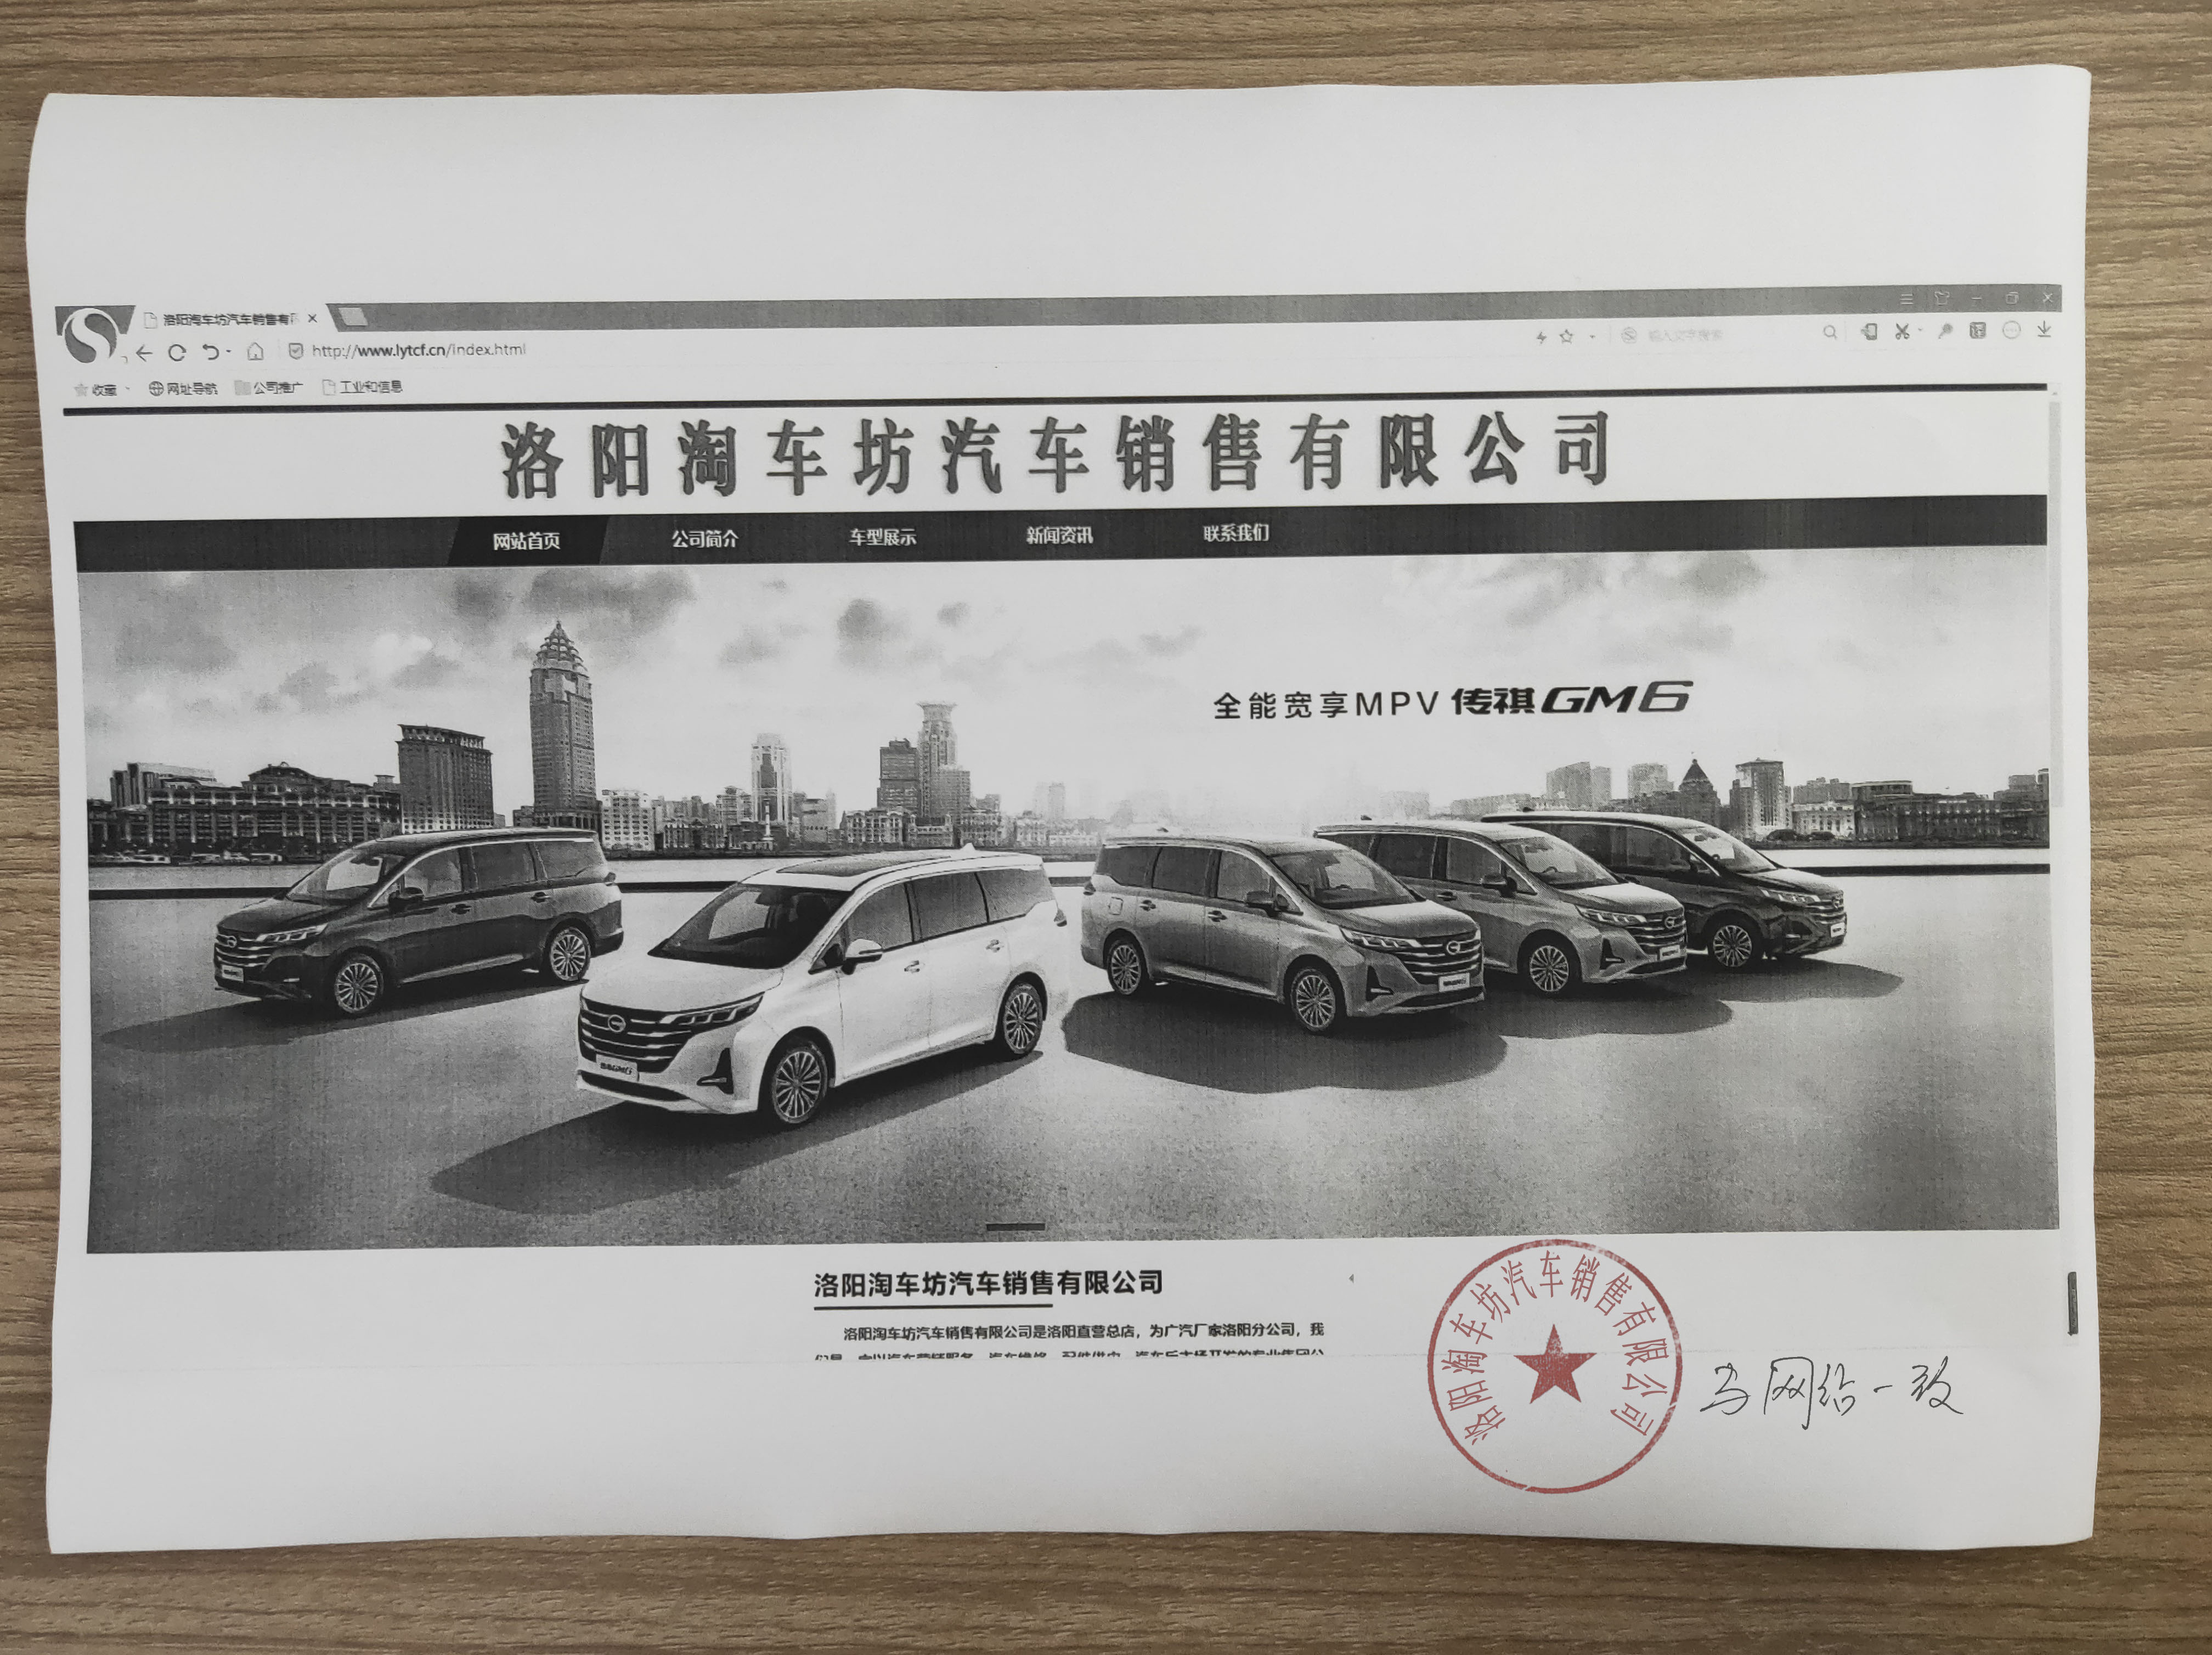 洛阳淘车坊汽车销售有限
http://www.lytcf.cn/index.html
收藏 网址导航 公司推广 工业和信息
洛阳淘车坊汽车销售有限公司
网站首页 公司简介 车型展示 新闻资讯 联系我们
全能宽享MPV 传祺GM6
洛阳淘车坊汽车销售有限公司
洛阳淘车坊汽车销售有限公司是洛阳直营总店，为广汽厂家洛阳分公司，我
洛阳淘车坊汽车销售有限公司
与网络一致